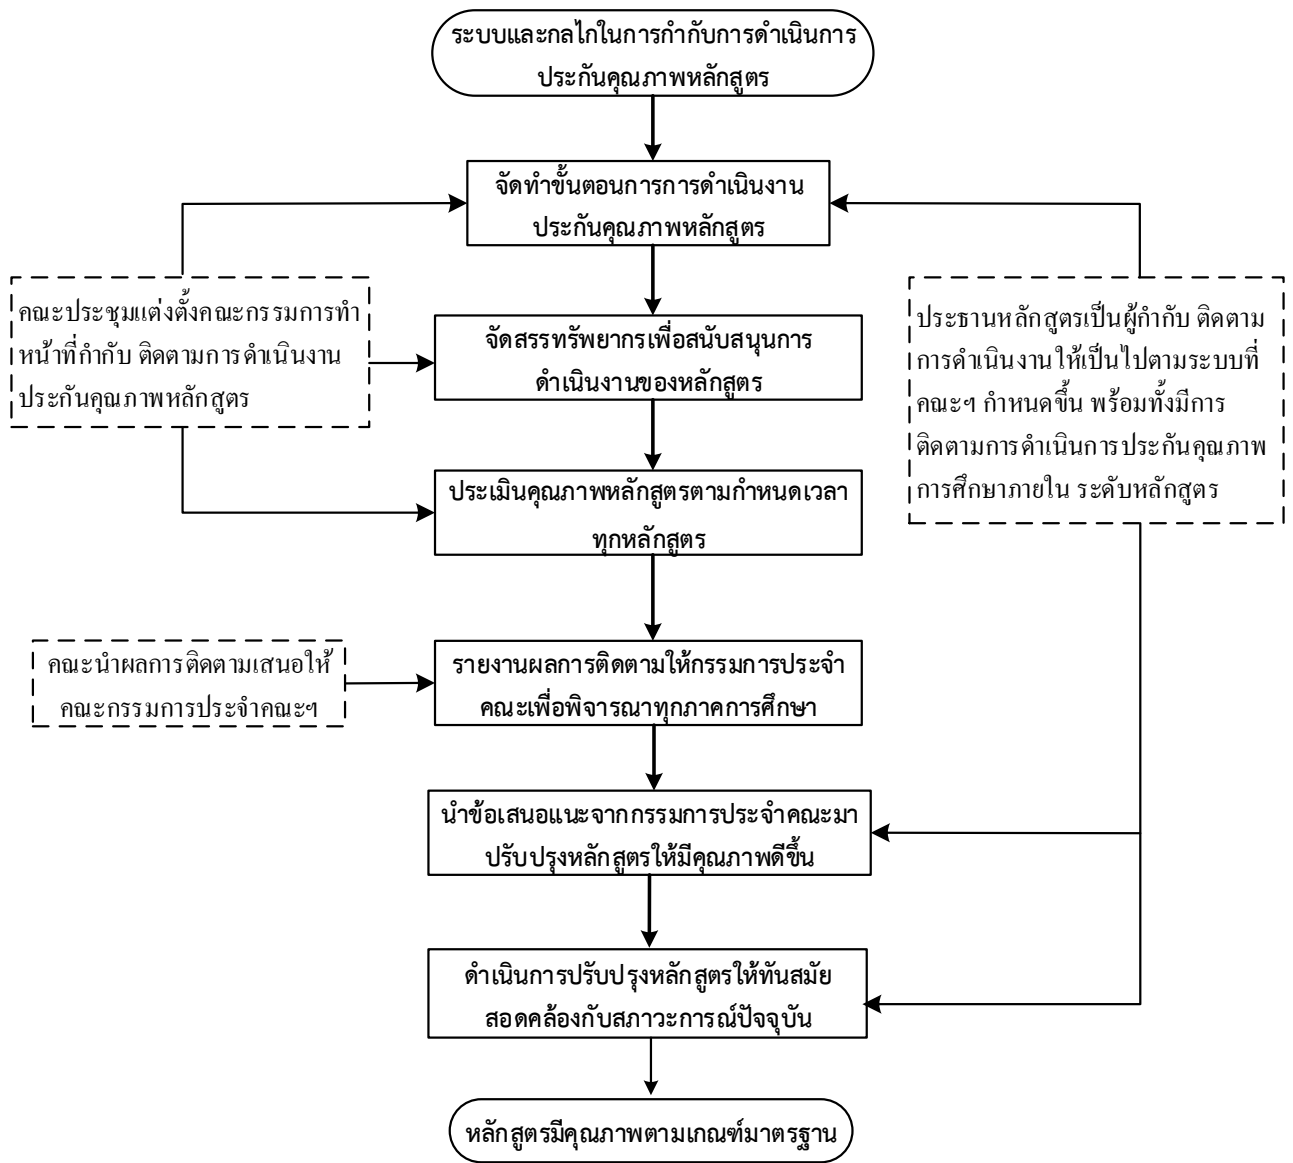 ระบบและกลไกในการกำกับการดำเนินการ
ประกันคุณภาพหลักสูตร
จัดทำขั้นตอนการการดำเนินงาน
ประกันคุณภาพหลักสูตร
คณะประชุมแต่งตั้งคณะกรรมการทำ
หน้าที่กำกับ ติดตามการดำเนินงาน
ประกันคุณภาพหลักสูตร
จัดสรรทรัพยากรเพื่อสนับสนุนการ
ดำเนินงานของหลักสูตร
ประธานหลักสูตรเป็นผู้กำกับ ติดตาม
การดำเนินงานให้เป็นไปตามระบบที่
คณะฯ กำหนดขึ้น พร้อมทั้งมีการ
ติดตามการดำเนินการประกันคุณภาพ
การศึกษาภายใน ระดับหลักสูตร
ประเมินคุณภาพหลักสูตรตามกำหนดเวลา
ทุกหลักสูตร
คณะนำผลการติดตามเสนอให้
คณะกรรมการประจำคณะฯ
รายงานผลการติดตามให้กรรมการประจำ
คณะเพื่อพิจารณาทุกภาคการศึกษา
นำข้อเสนอแนะจากกรรมการประจำคณะมา
ปรับปรุงหลักสูตรให้มีคุณภาพดีขึ้น
ดำเนินการปรับปรุงหลักสูตรให้ทันสมัย
สอดคล้องกับสภาวะการณ์ปัจจุบัน
หลักสูตรมีคุณภาพตามเกณฑ์มาตรฐาน